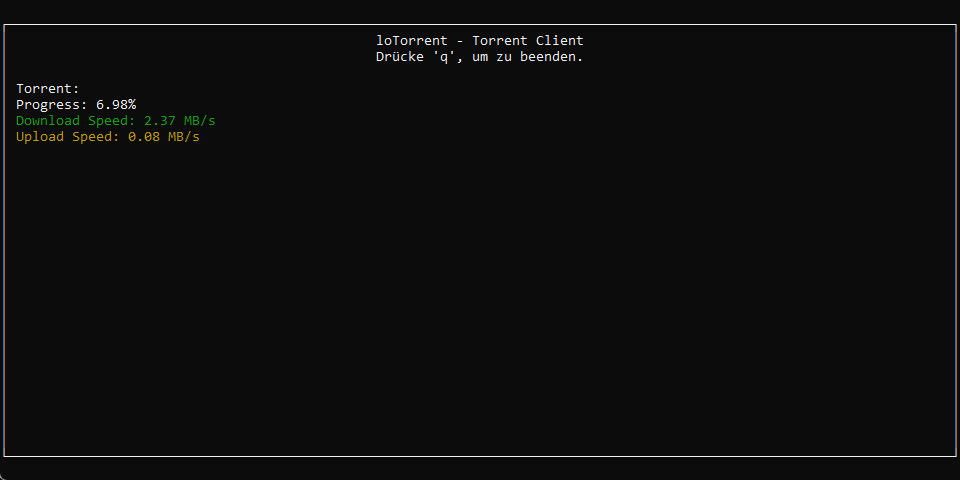 loTorrent - Torrent Client
Drücke 'q', um zu beenden.
Torrent:
Progress: 6.98%
Download Speed: 2.37 MB/s
Upload Speed: 0.08 MB/s